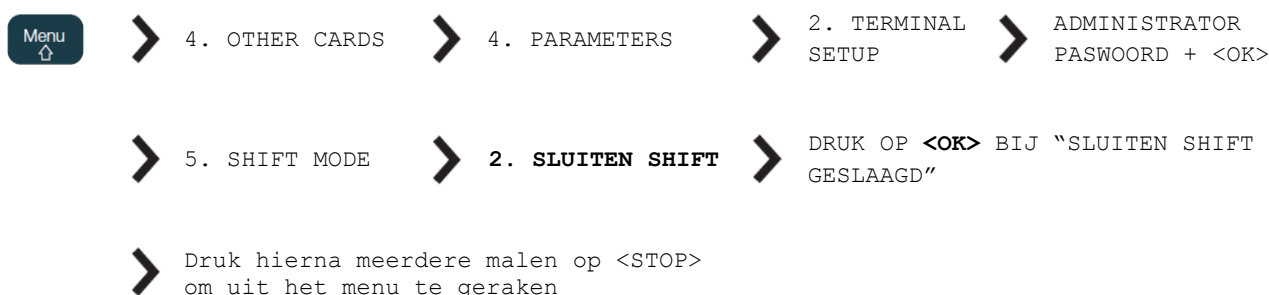 Menu
4. OTHER CARDS
4. PARAMETERS
2. TERMINAL
SETUP
ADMINISTRATOR
PASWOORD + <OK>
5. SHIFT MODE
2. SLUITEN SHIFT
DRUK OP <OK> BIJ “SLUITEN SHIFT
GESLAAGD”
Druk hierna meerdere malen op <STOP>
om uit het menu te geraken